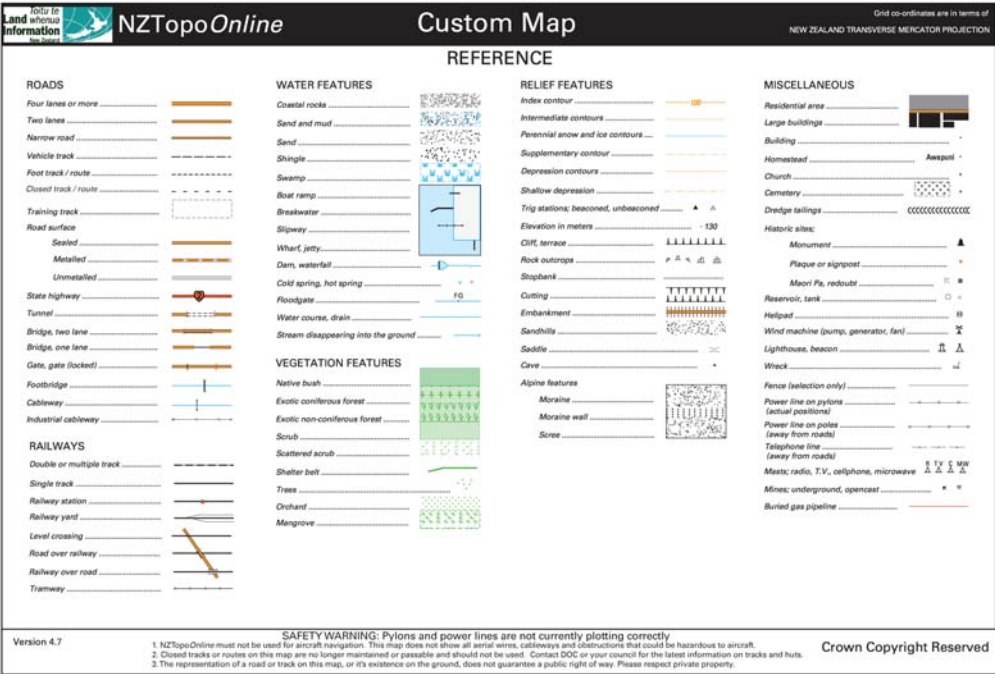 Toitu te
Land whenua
Information
New Zealand
NZTopoOnline
Custom Map
Grid co-ordinates are in terms of
NEW ZEALAND TRANSVERSE MERCATOR PROJECTION
REFERENCE
ROADS
Four lanes or more
Two lanes
Narrow road
Vehicle track
Foot track / route
Closed track / route
Training track
Road surface
Sealed
Metalled
Unmetalled
State highway
Tunnel
Bridge, two lane
Bridge, one lane
Gate, gate (locked)
Footbridge
Cableway
Industrial cableway
RAILWAYS
Double or multiple track
Single track
Railway station
Railway yard
Level crossing
Road over railway
Railway over road
Tramway
WATER FEATURES
Coastal rocks
Sand and mud
Sand
Shingle
Swamp
Boat ramp
Breakwater
Slipway
Wharf, jetty
Dam, waterfall
Cold spring, hot spring
Floodgate
FG
Water course, drain
Stream disappearing into the ground
VEGETATION FEATURES
Native bush
Exotic coniferous forest
Exotic non-coniferous forest
Scrub
Scattered scrub
Shelter belt
Trees
Orchard
Mangrove
RELIEF FEATURES
Index contour
100
Intermediate contours
Perennial snow and ice contours
Supplementary contour
Depression contours
Shallow depression
Trig stations; beaconed, unbeaconed
Elevation in meters
· 130
Cliff, terrace
Rock outcrops
Stopbank
Cutting
Embankment
Sandhills
Saddle
Cave
Alpine features
Moraine
Moraine wall
Scree
MISCELLANEOUS
Residential area
Large buildings
Building
Homestead
Awapuni
Church
Cemetery
Dredge tailings
Historic sites;
Monument
Plaque or signpost
Maori Pa, redoubt
Reservoir, tank
Helipad
Wind machine (pump, generator, fan)
Lighthouse, beacon
Wreck
Fence (selection only)
Power line on pylons
(actual positions)
Power line on poles
(away from roads)
Telephone line
(away from roads)
Masts; radio, T.V., cellphone, microwave
R TV C MW
Mines; underground, opencast
Buried gas pipeline
Version 4.7
SAFETY WARNING: Pylons and power lines are not currently plotting correctly
1. NZTopoOnline must not be used for aircraft navigation. This map does not show all aerial wires, cableways and obstructions that could be hazardous to aircraft.
2. Closed tracks or routes on this map are no longer maintained or passable and should not be used. Contact DOC or your council for the latest information on tracks and huts.
3. The representation of a road or track on this map, or it's existence on the ground, does not guarantee a public right of way. Please respect private property.
Crown Copyright Reserved